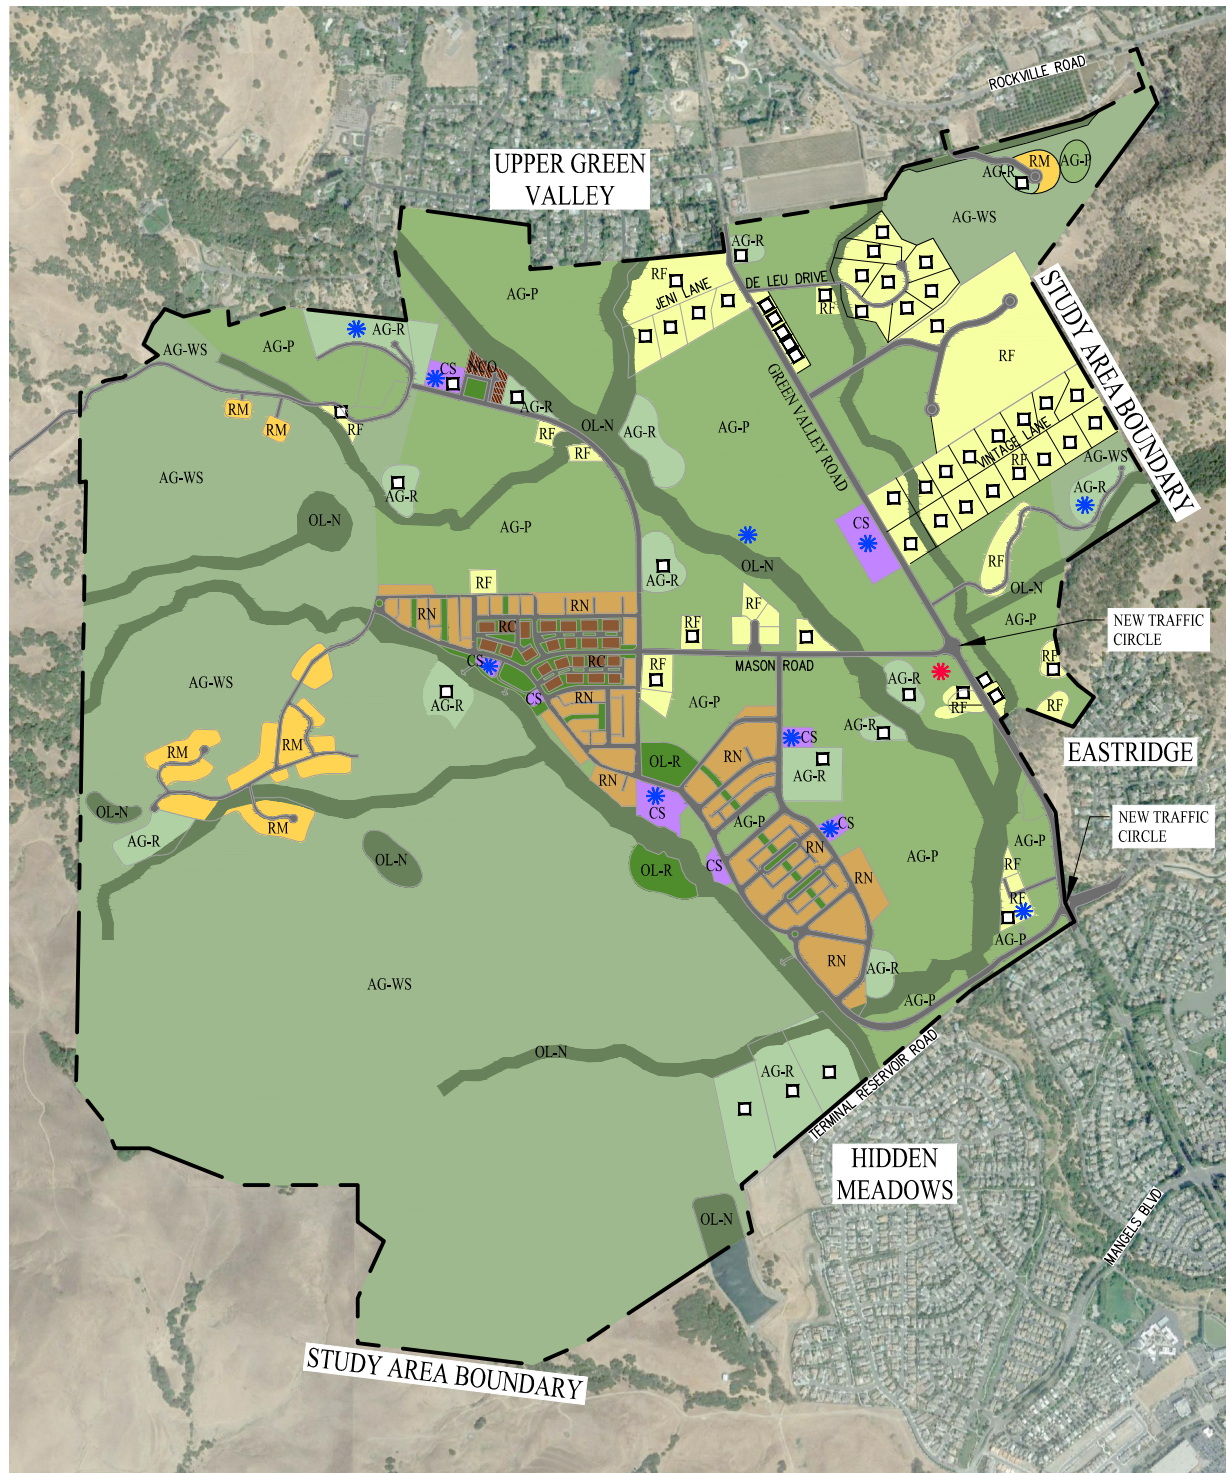 ROCKVILLE ROAD
UPPER GREEN
VALLEY
RM
AG-P
AG-R
AG-WS
AG-R
RF
JENI LANE
DE LEU DRIVE
RF
AG-P
STUDY AREA BOUNDARY
AG-R
AG-P
AG-WS
RF
CS
NCO
GREEN VALLEY ROAD
RM
RM
RF
AG-R
OL-N
AG-R
AG-P
RF
RF
VINTAGE LANE
RF
AG-WS
AG-R
AG-WS
AG-R
OL-N
AG-P
CS
OL-N
RF
AG-R
RF
OL-N
RN
RN
RF
AG-P
RC
RF
NEW TRAFFIC
CIRCLE
CS
RC
RF
MASON ROAD
RF
AG-WS
AG-R
CS
RN
AG-P
AG-R
RF
RF
AG-R
CS
RM
RM
OL-R
RN
EASTRIDGE
RN
AG-R
OL-N
RM
CS
AG-P
CS
NEW TRAFFIC
CIRCLE
AG-R
OL-N
RN
AG-P
AG-P
OL-R
CS
RN
RF
RF
AG-P
RN
AG-R
AG-WS
AG-P
OL-N
AG-R
TERMINAL RESERVOIR ROAD
HIDDEN
MEADOWS
OL-N
MANGELS BLVD
STUDY AREA BOUNDARY